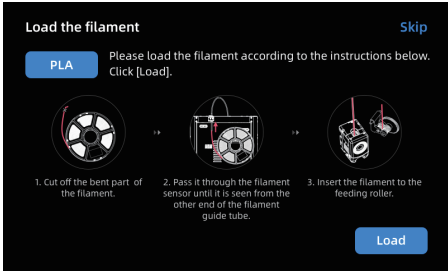 Load the filament
Skip
PLA
Please load the filament according to the instructions below.
Click [Load].
1. Cut off the bent part of
the filament.
2. Pass it through the filament
sensor until it is seen from the
other end of the filament
guide tube.
3. Insert the filament to the
feeding roller.
Load